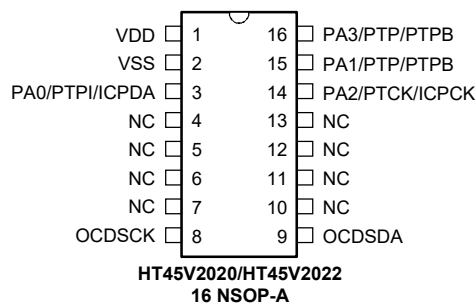 VDD 1 16 PA3/PTP/PTPB
VSS 2 15 PA1/PTP/PTPB
PA0/PTPI/ICPDA 3 14 PA2/PTCK/ICPCK
NC 4 13 NC
NC 5 12 NC
NC 6 11 NC
NC 7 10 NC
OCDSCK 8 9 OCDSDA
HT45V2020/HT45V2022
16 NSOP-A